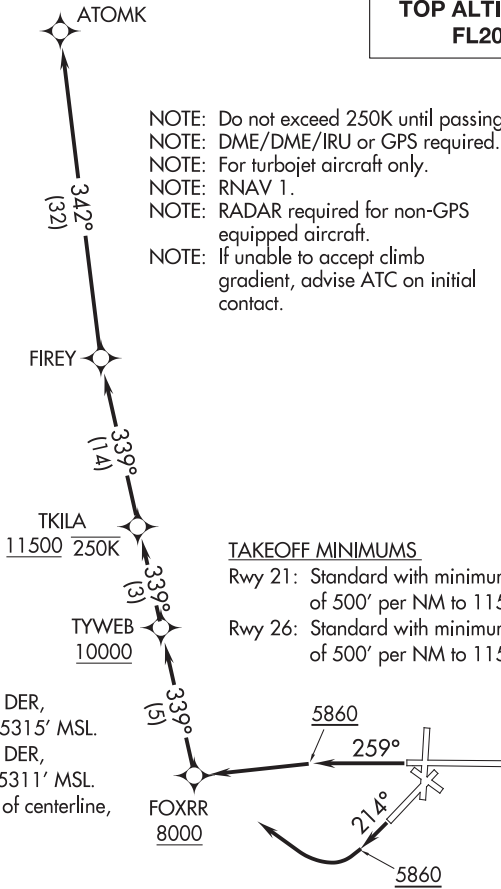 ATOMK
TOP ALTI
FL20
NOTE: Do not exceed 250K until passing
NOTE: DME/DME/IRU or GPS required.
NOTE: For turbojet aircraft only.
NOTE: RNAV 1.
NOTE: RADAR required for non-GPS
equipped aircraft.
NOTE: If unable to accept climb
gradient, advise ATC on initial
contact.
342°
(32)
FIREY
339°
(14)
TKILA
11500 250K
339°
(3)
TYWEB
10000
TAKEOFF MINIMUMS
Rwy 21: Standard with minimum
of 500' per NM to 115
Rwy 26: Standard with minimum
of 500' per NM to 115
339°
(5)
DER,
5315' MSL.
DER,
5311' MSL.
of centerline,
FOXRR
8000
5860
259°
214°
5860